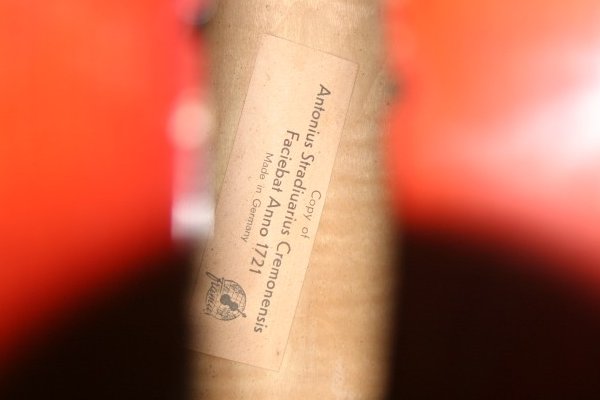 Copy of
Antonius Stradiuarius Cremonensis
Faciebat Anno 1721
Made in Germany